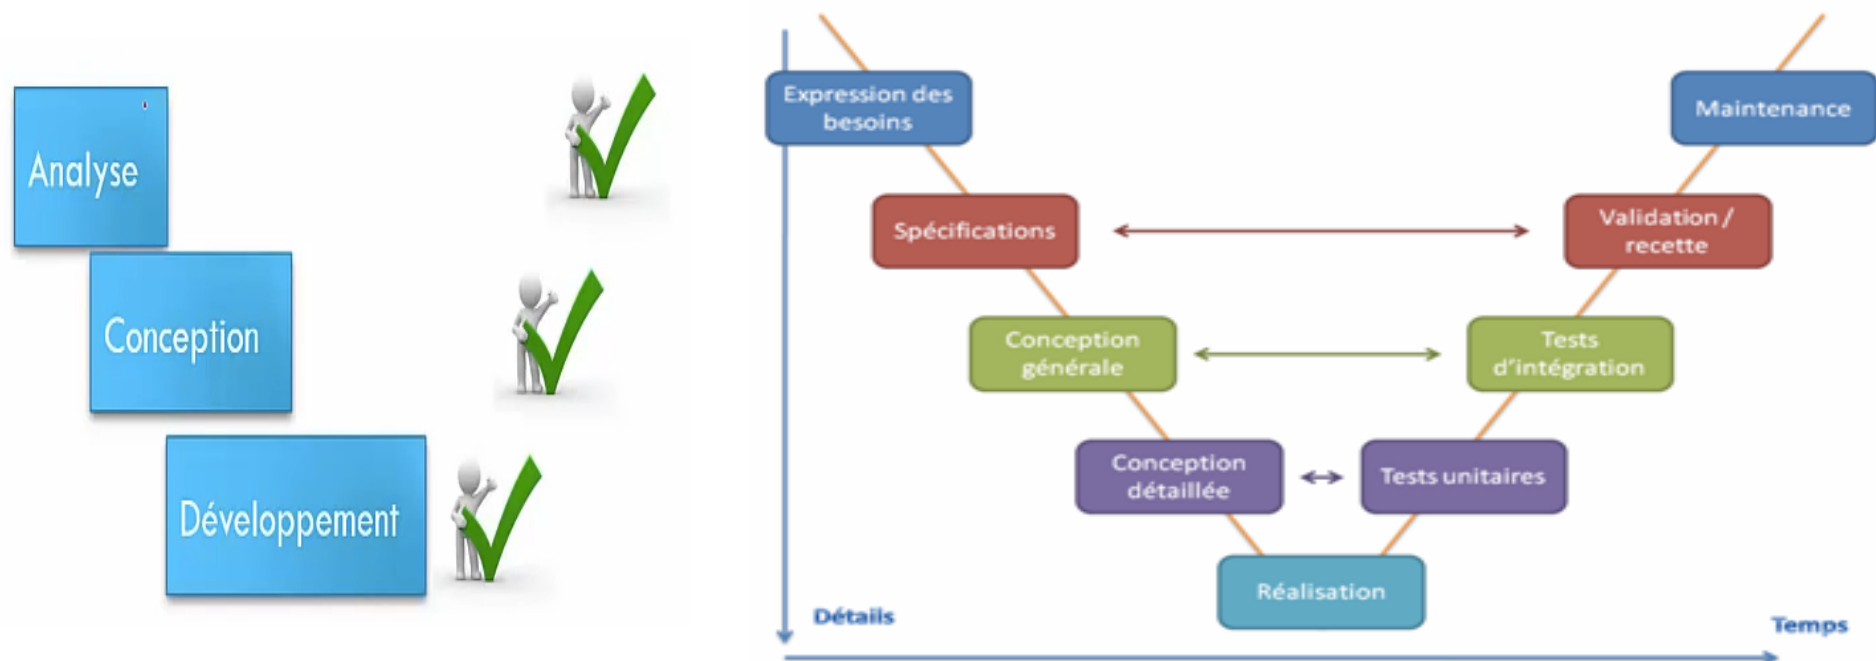 Analyse
Conception
Développement
Expression des
besoins
Maintenance
Spécifications
Validation /
recette
Conception
générale
Tests
d'intégration
Conception
détaillée
Tests unitaires
Réalisation
Détails
Temps